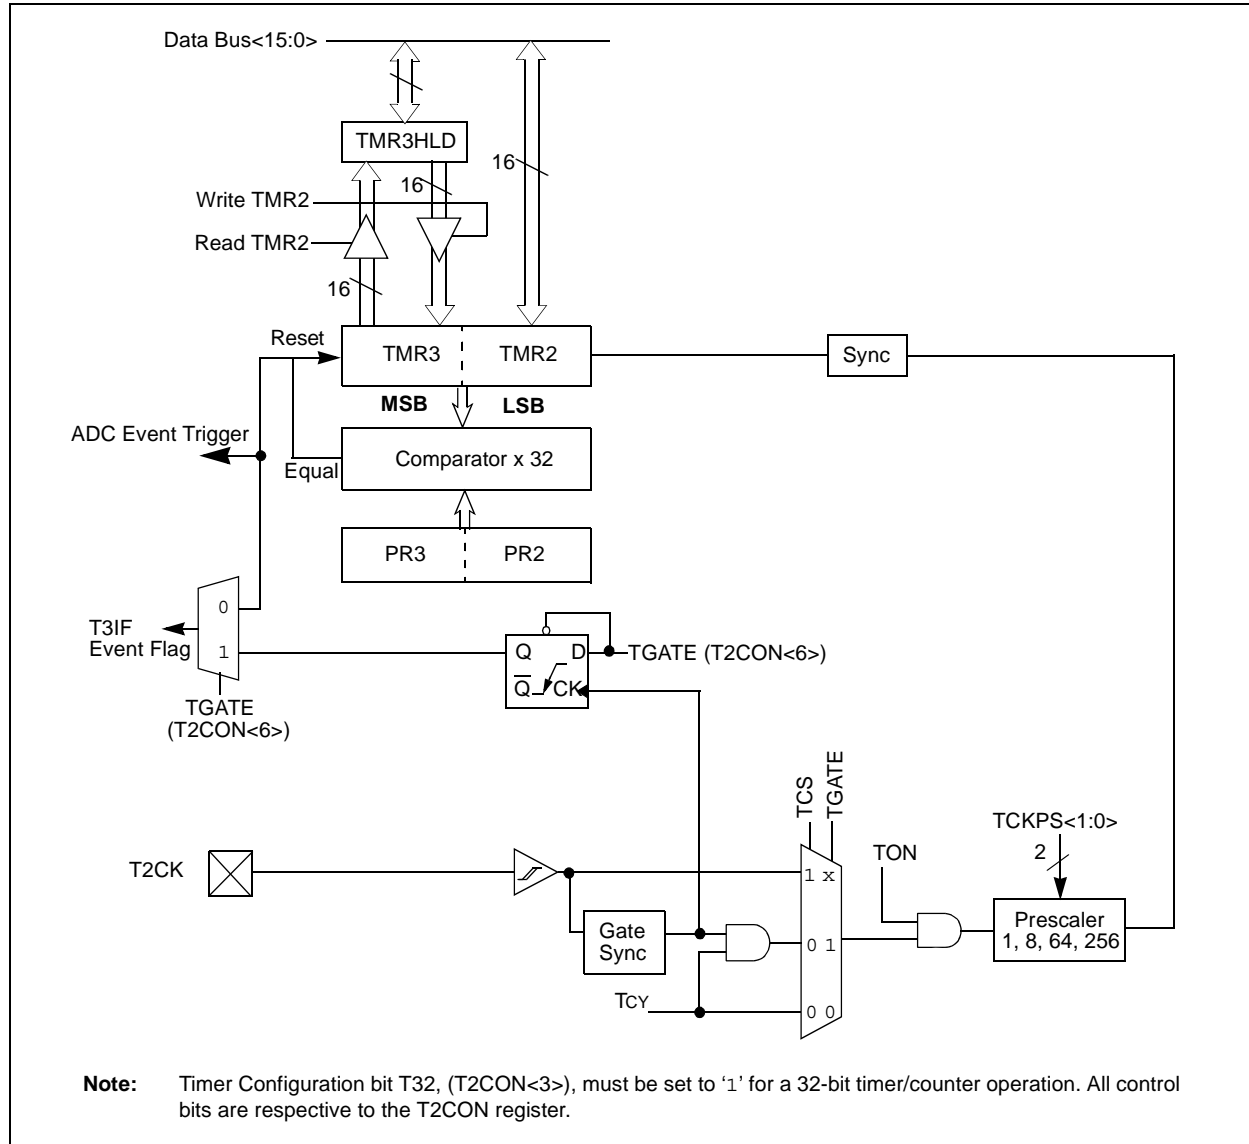 Data Bus<15:0>
TMR3HLD
16
16
Write TMR2
Read TMR2
16
Reset
TMR3
TMR2
Sync
MSB
LSB
ADC Event Trigger
Equal
Comparator x 32
PR3
PR2
0
T3IF
Event Flag
1
Q
D
TGATE (T2CON<6>)
Q
CK
TGATE
(T2CON<6>)
TCS
TGATE
TCKPS<1:0>
2
TON
T2CK
1 x
Prescaler
1, 8, 64, 256
Gate
Sync
0 1
TCY
0 0
Note: Timer Configuration bit T32, (T2CON<3>), must be set to ‘1’ for a 32-bit timer/counter operation. All control
bits are respective to the T2CON register.